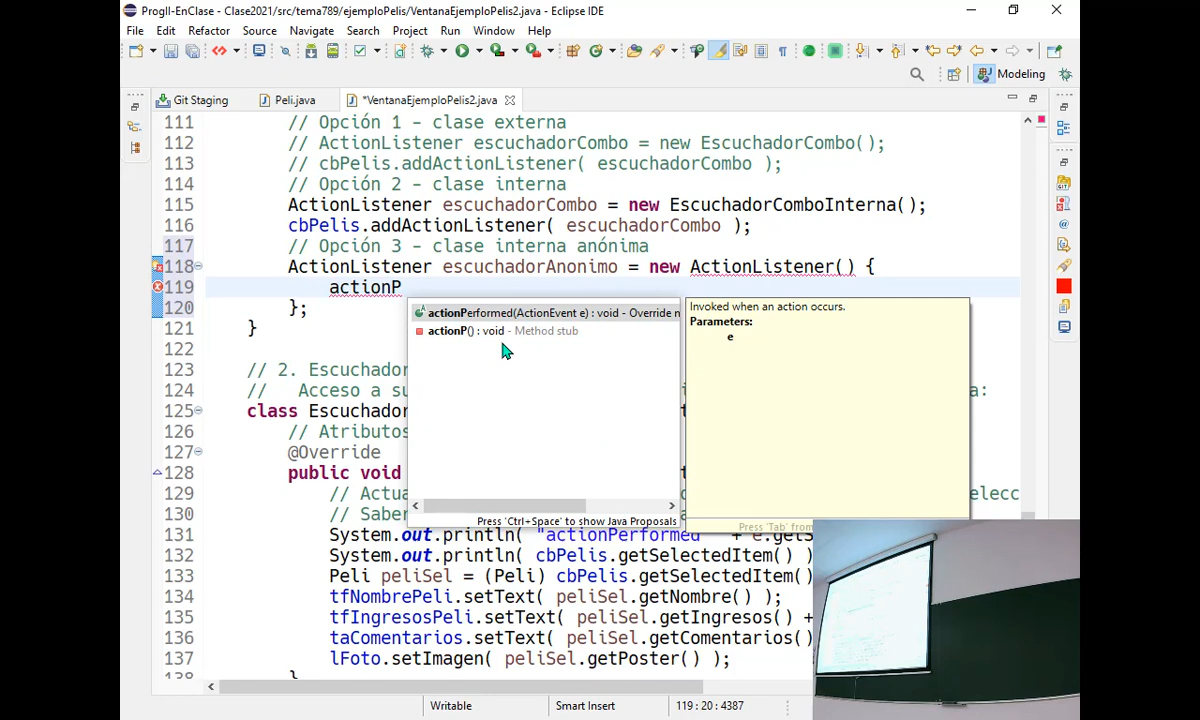 ProgII-EnClase - Clase2021/src/tema789/ejemploPelis/VentanaEjemploPelis2.java - Eclipse IDE
File Edit Refactor Source Navigate Search Project Run Window Help
Modeling
Git Staging Peli.java *VentanaEjemploPelis2.java
111 // Opción 1 - clase externa
112 // ActionListener escuchadorCombo = new EscuchadorCombo();
113 // cbPelis.addActionListener( escuchadorCombo );
114 // Opción 2 - clase interna
115 ActionListener escuchadorCombo = new EscuchadorComboInterna();
116 cbPelis.addActionListener( escuchadorCombo );
117 // Opción 3 - clase interna anónima
118 ActionListener escuchadorAnonimo = new ActionListener() {
119 actionP
120 };
121 }
122
123 // 2. Escuchador
124 // Acceso a su a:
125 class Escuchador
126 // Atributos
127 @Override
128 public void
129 // Actua elecc
130 // Saber
131 System.out.println( "actionPerformed " + e.getS
132 System.out.println( cbPelis.getSelectedItem() )
133 Peli peliSel = (Peli) cbPelis.getSelectedItem()
134 tfNombrePeli.setText( peliSel.getNombre() );
135 tfIngresosPeli.setText( peliSel.getIngresos() +
136 taComentarios.setText( peliSel.getComentarios()
137 lFoto.setImagen( peliSel.getPoster() );
138
actionPerformed(ActionEvent e) : void - Override m
actionP() : void - Method stub
Press 'Ctrl+Space' to show Java Proposals
Invoked when an action occurs.
Parameters:
e
Press 'Tab' from
Writable Smart Insert 119 : 20 : 4387